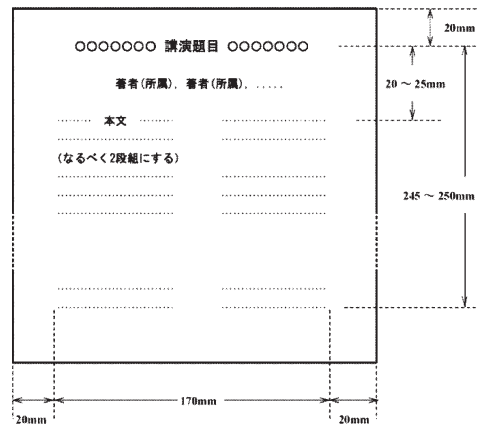 20mm
○○○○○○○ 講演題目 ○○○○○○○
著者(所属), 著者(所属), .....
20 ～ 25mm
........ 本文 ........
(なるべく2段組にする)
245 ～ 250mm
170mm
20mm
20mm